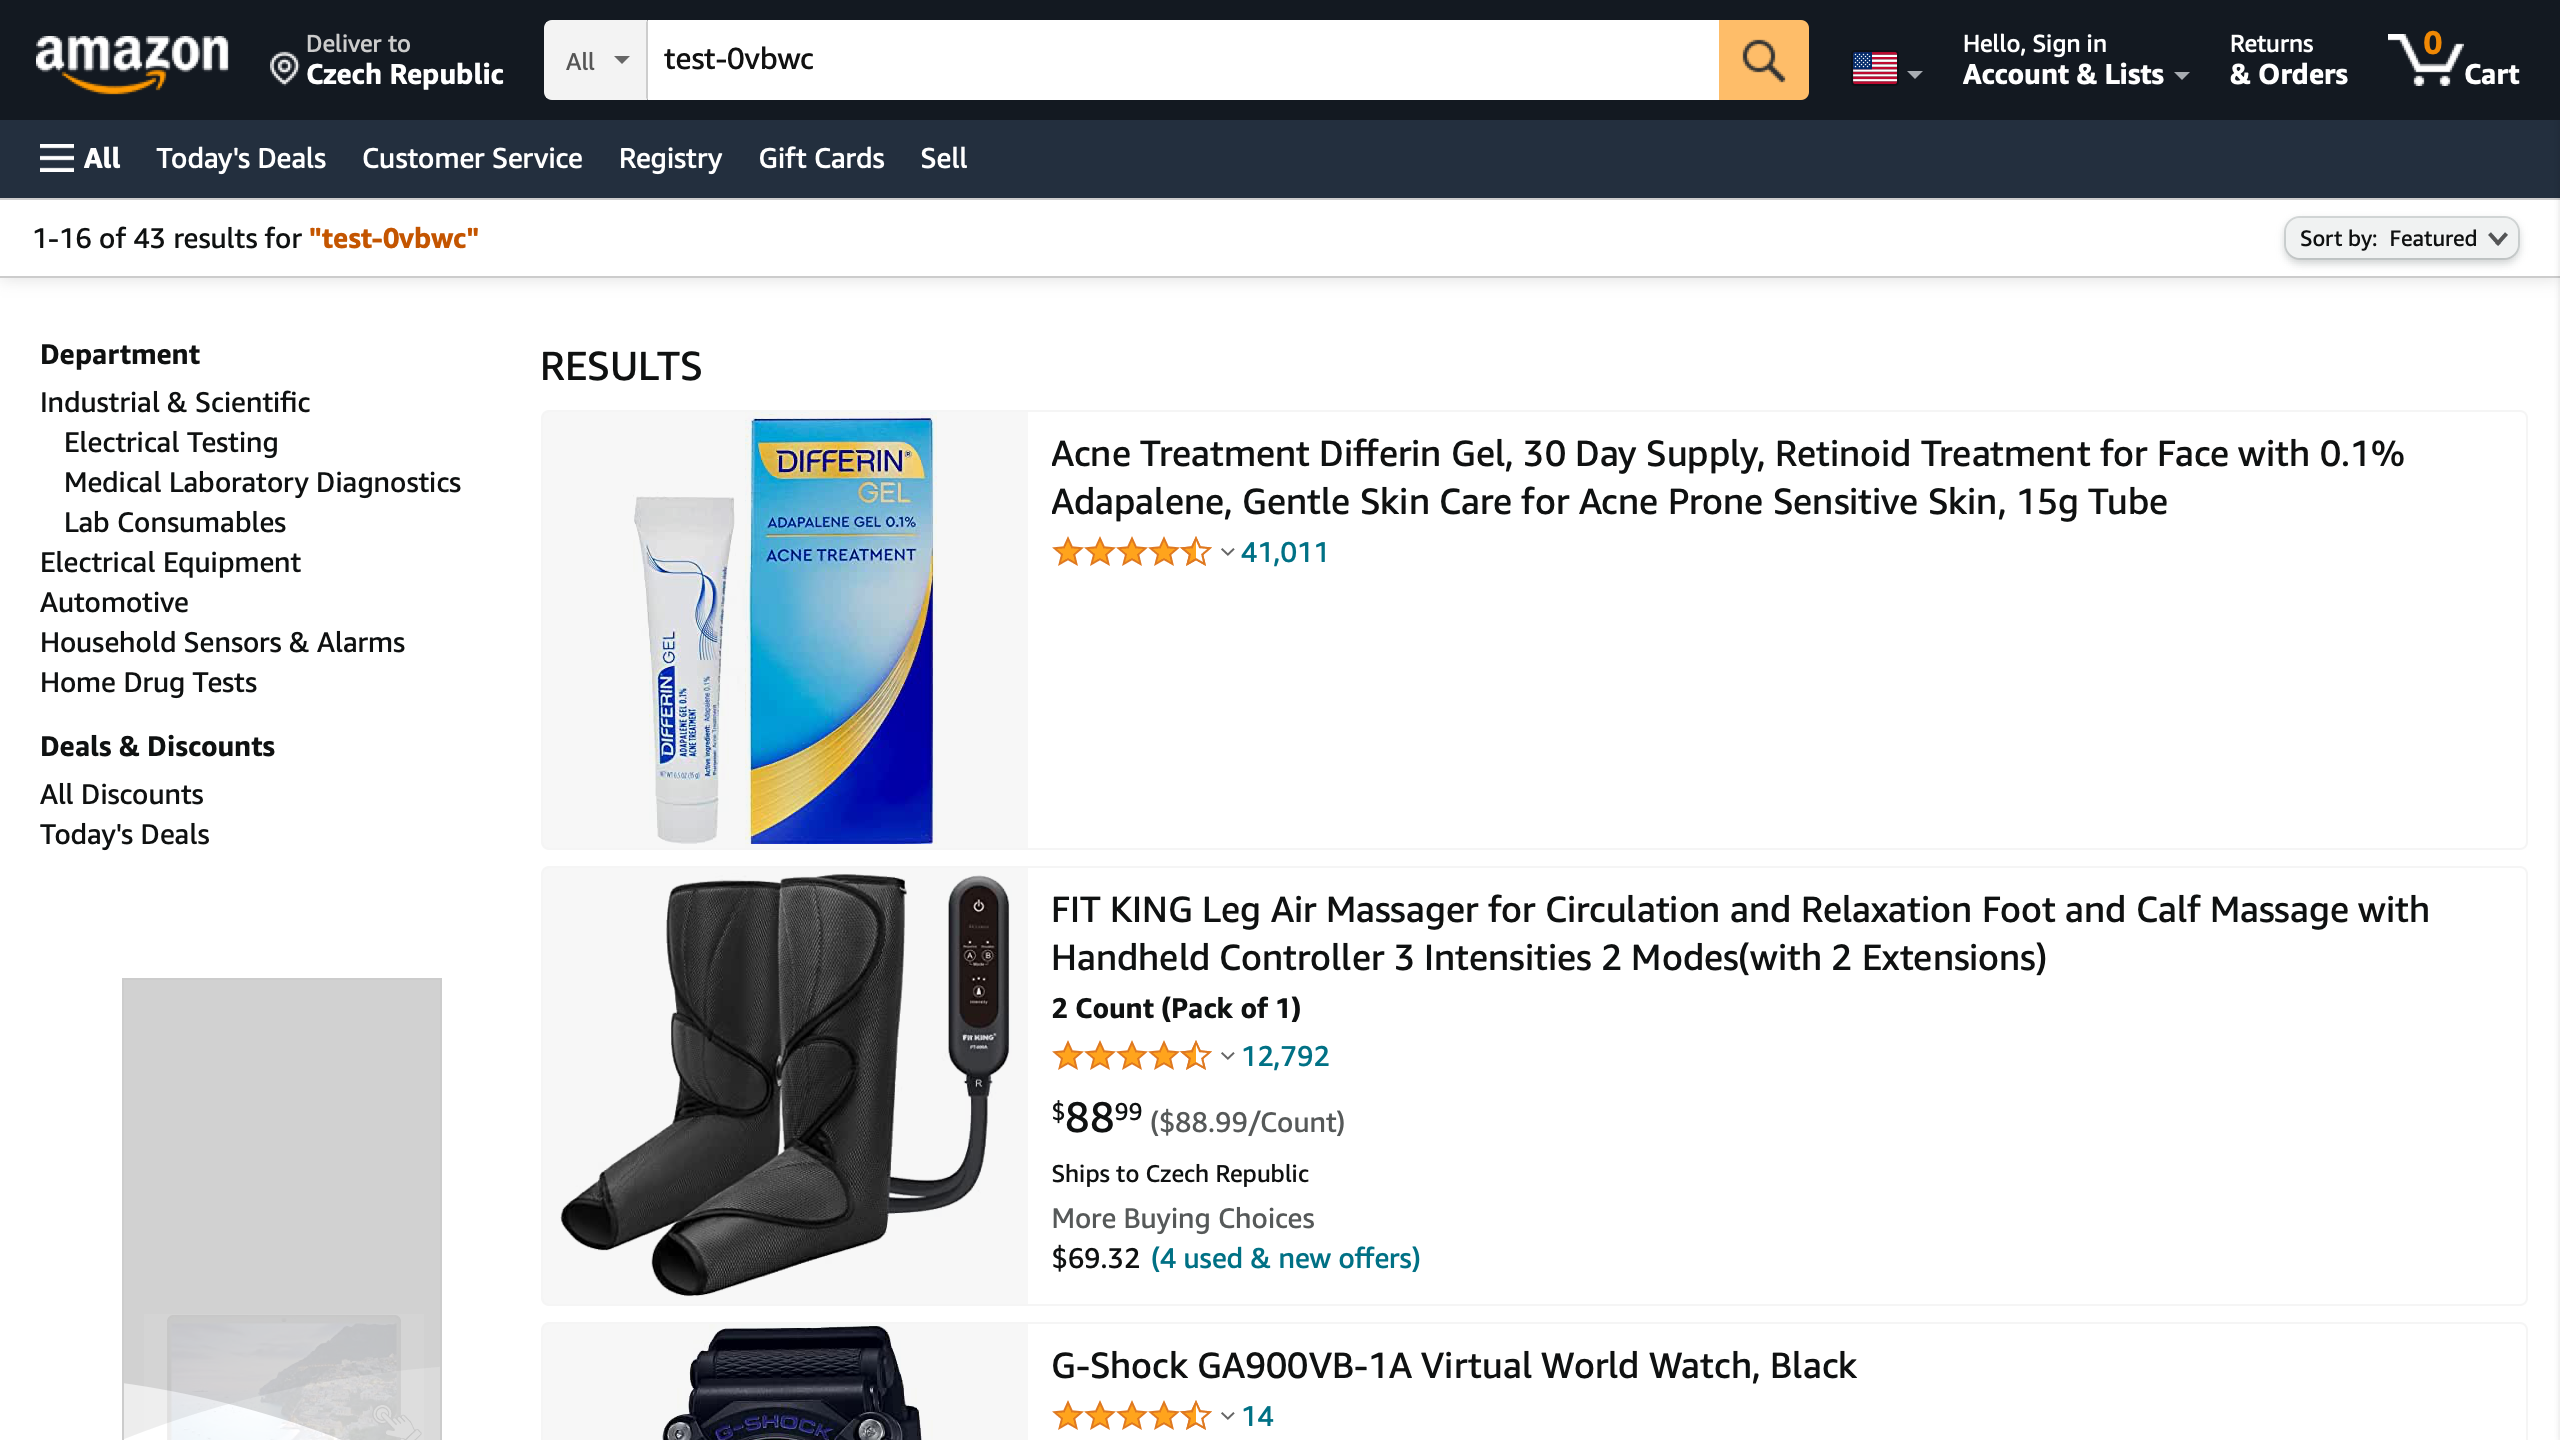 amazon
Deliver to
Czech Republic
All
test-0vbwc
Hello, Sign in
Account & Lists
Returns
& Orders
0
Cart
All
Today's Deals
Customer Service
Registry
Gift Cards
Sell
1-16 of 43 results for "test-0vbwc"
Sort by: Featured
Department
Industrial & Scientific
Electrical Testing
Medical Laboratory Diagnostics
Lab Consumables
Electrical Equipment
Automotive
Household Sensors & Alarms
Home Drug Tests
Deals & Discounts
All Discounts
Today's Deals
RESULTS
DIFFERIN®
GEL
ADAPALENE GEL 0.1%
ACNE TREATMENT
DIFFERIN GEL
ADAPALENE GEL 0.1%
ACNE TREATMENT
Acne Treatment Differin Gel, 30 Day Supply, Retinoid Treatment for Face with 0.1%
Adapalene, Gentle Skin Care for Acne Prone Sensitive Skin, 15g Tube
41,011
A B
FIT KING
R
FIT KING Leg Air Massager for Circulation and Relaxation Foot and Calf Massage with
Handheld Controller 3 Intensities 2 Modes(with 2 Extensions)
2 Count (Pack of 1)
12,792
$88 99 ($88.99/Count)
Ships to Czech Republic
More Buying Choices
$69.32 (4 used & new offers)
G-SHOCK
G-Shock GA900VB-1A Virtual World Watch, Black
14